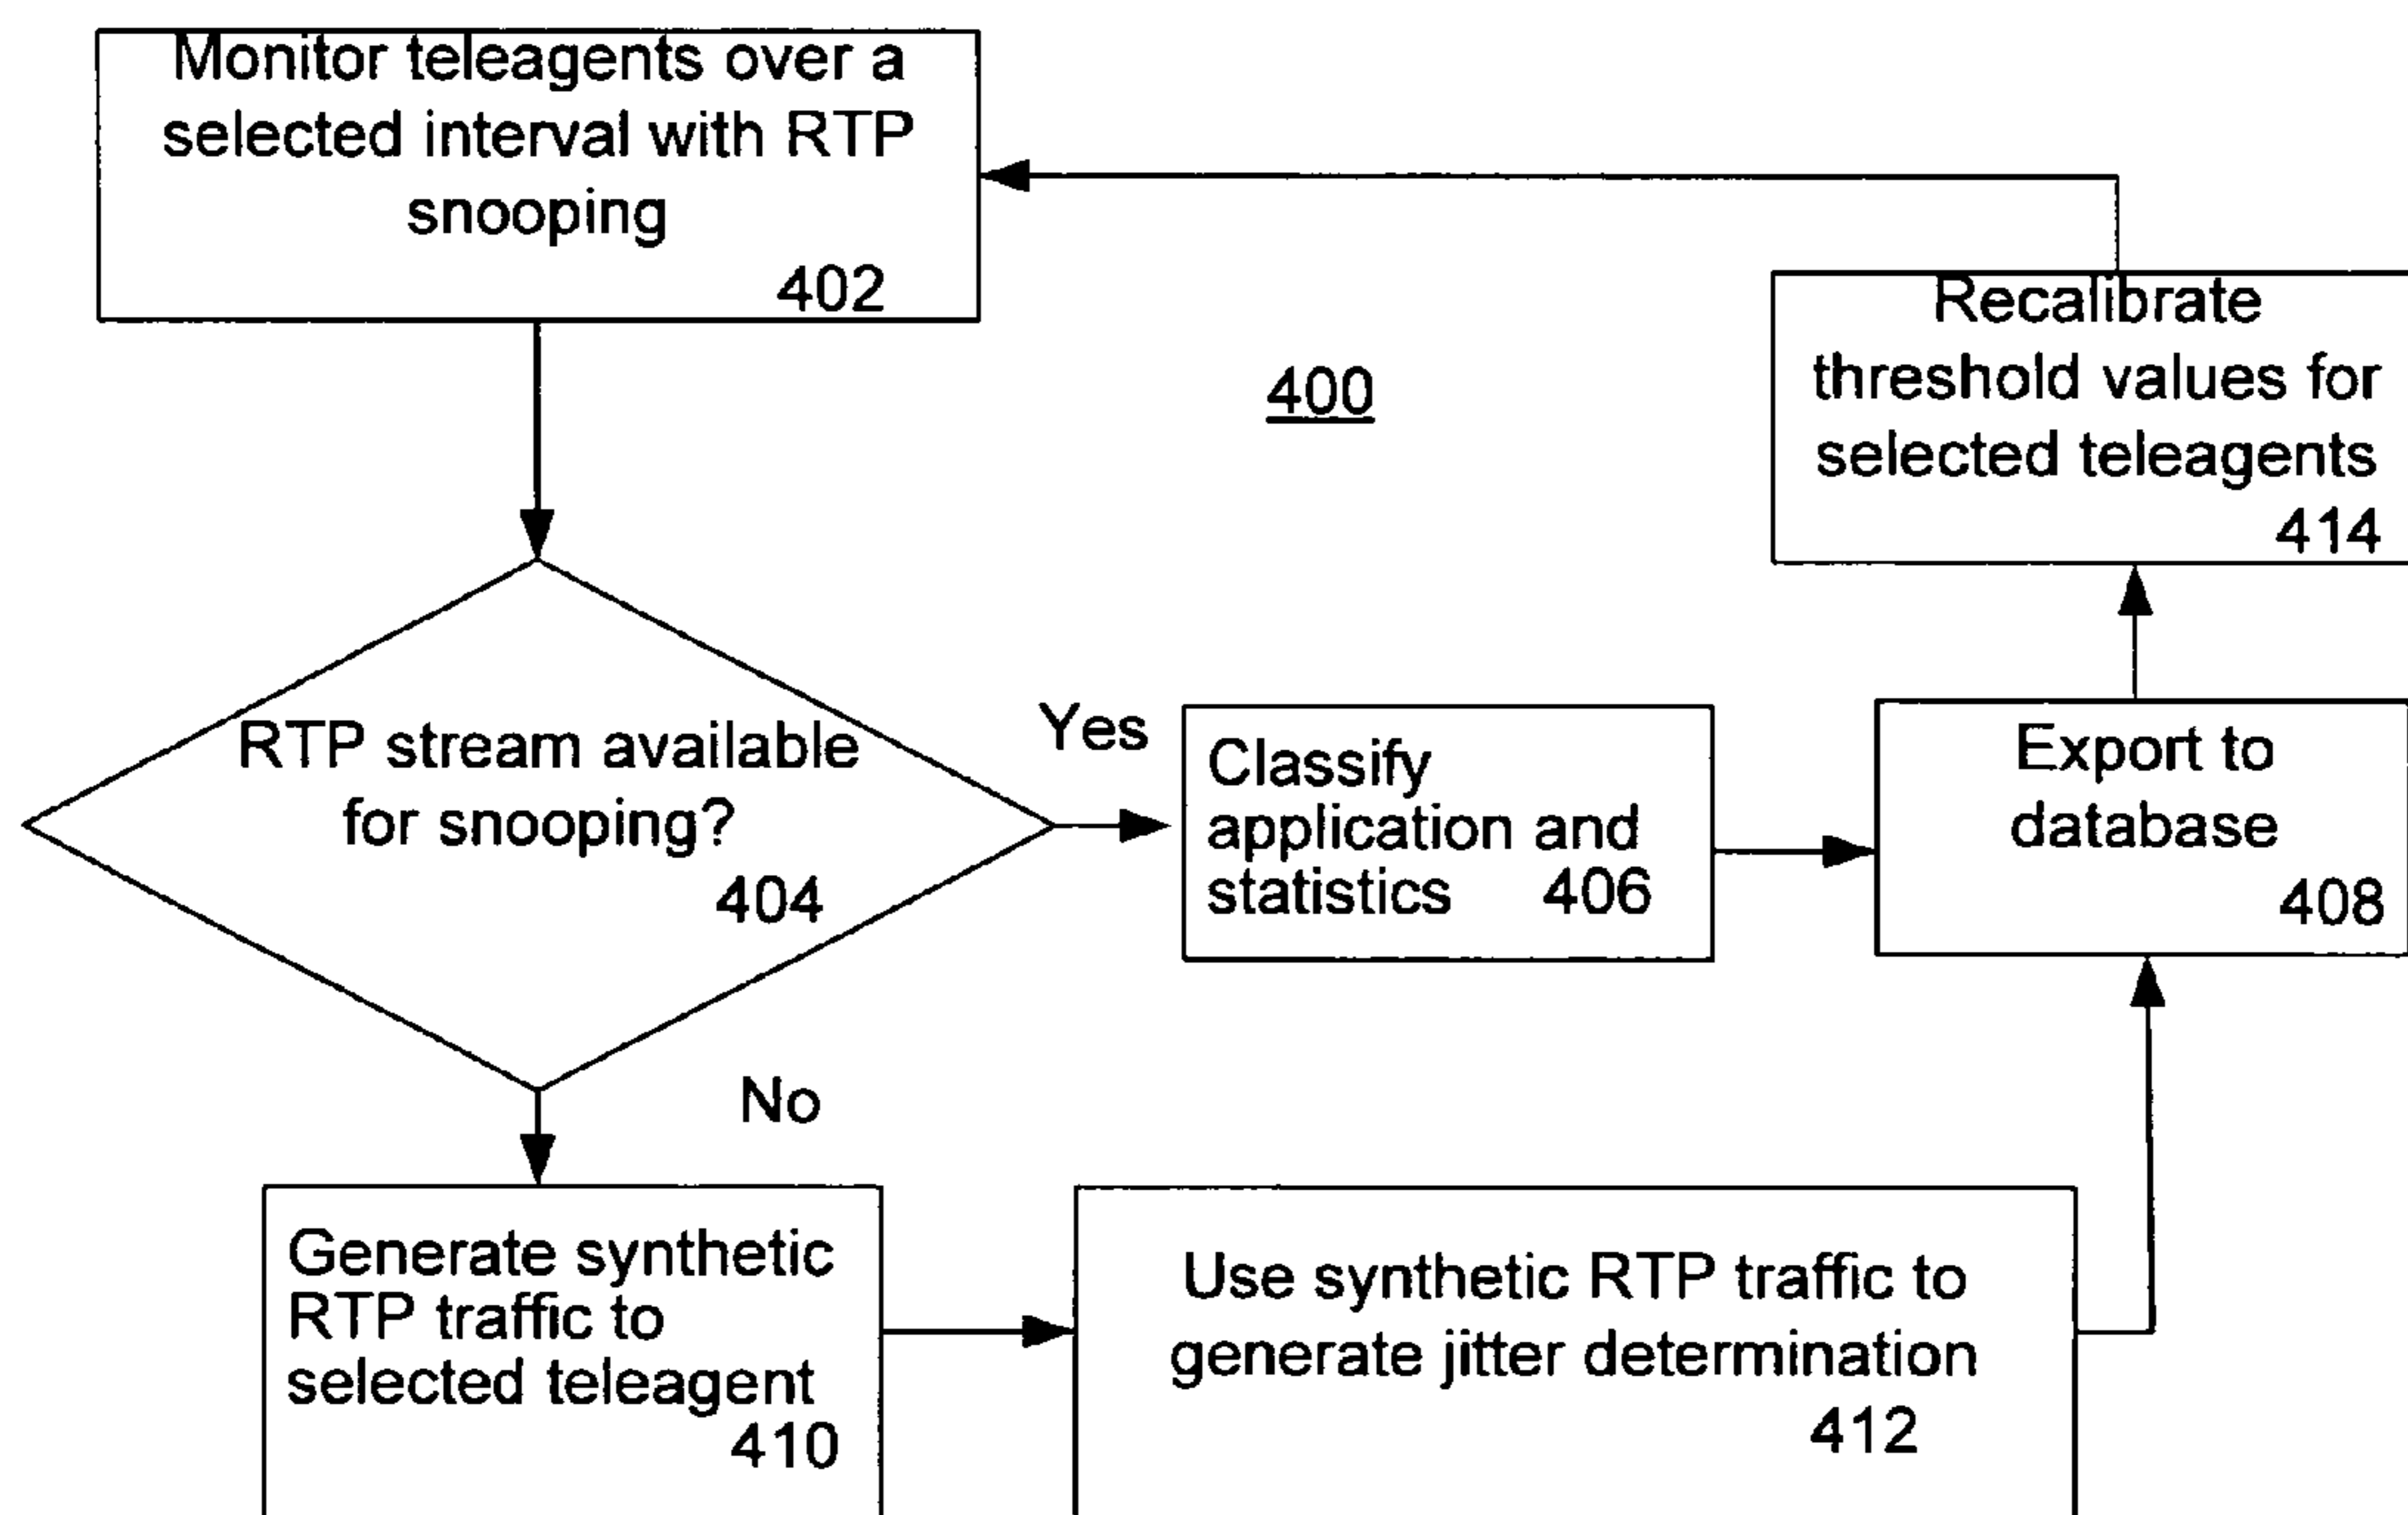 Monitor teleagents over a
selected interval with RTP
snooping
402
400
Recalibrate
threshold values for
selected teleagents
414
RTP stream available
for snooping?
404
Yes
Classify
application and
statistics 406
Export to
database
408
No
Generate synthetic
RTP traffic to
selected teleagent
410
Use synthetic RTP traffic to
generate jitter determination
412